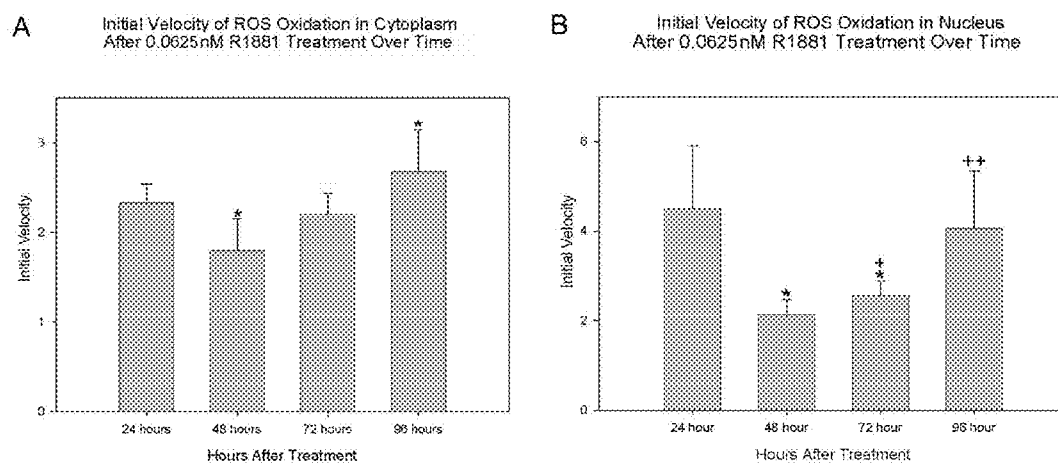 A
Initial Velocity of ROS Oxidation in Cytoplasm
After 0.0625nM R1881 Treatment Over Time
Initial Velocity
3
2
1
0
*
*
24 hours
48 hours
72 hours
96 hours
Hours After Treatment
B
Initial Velocity of ROS Oxidation in Nucleus
After 0.0625nM R1881 Treatment Over Time
Initial Velocity
6
4
2
0
*
+
*
++
24 hour
48 hour
72 hour
96 hour
Hours After Treatment